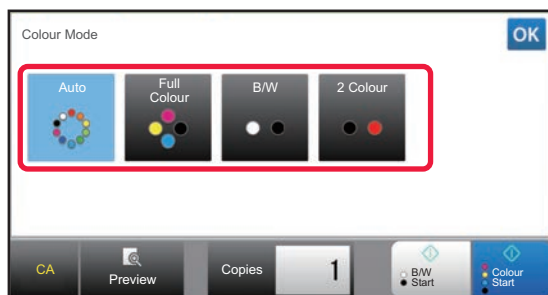 Colour Mode
OK
Auto
Full
Colour
B/W
2 Colour
CA
Preview
Copies
1
B/W
Start
Colour
Start